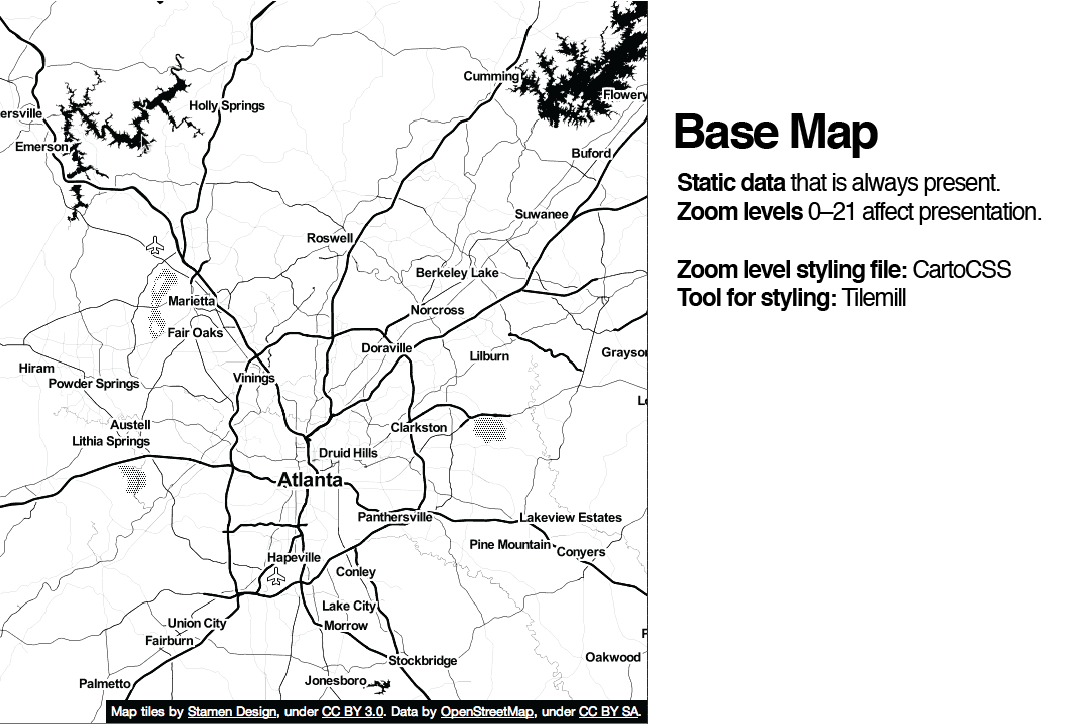 Cumming
Flowery
Holly Springs
ersville
Emerson
Buford
Suwanee
Roswell
Berkeley Lake
Marietta
Norcross
Fair Oaks
Doraville
Lilburn
Grayson
Hiram
Powder Springs
Vinings
Austell
Clarkston
Lithia Springs
Druid Hills
Atlanta
Panthersville
Lakeview Estates
Pine Mountain
Conyers
Hapeville
Conley
Lake City
Union City
Morrow
Fairburn
Stockbridge
Oakwood
Jonesboro
Palmetto
Map tiles by Stamen Design, under CC BY 3.0. Data by OpenStreetMap, under CC BY SA.
Base Map
Static data that is always present.
Zoom levels 0–21 affect presentation.
Zoom level styling file: CartoCSS
Tool for styling: Tilemill